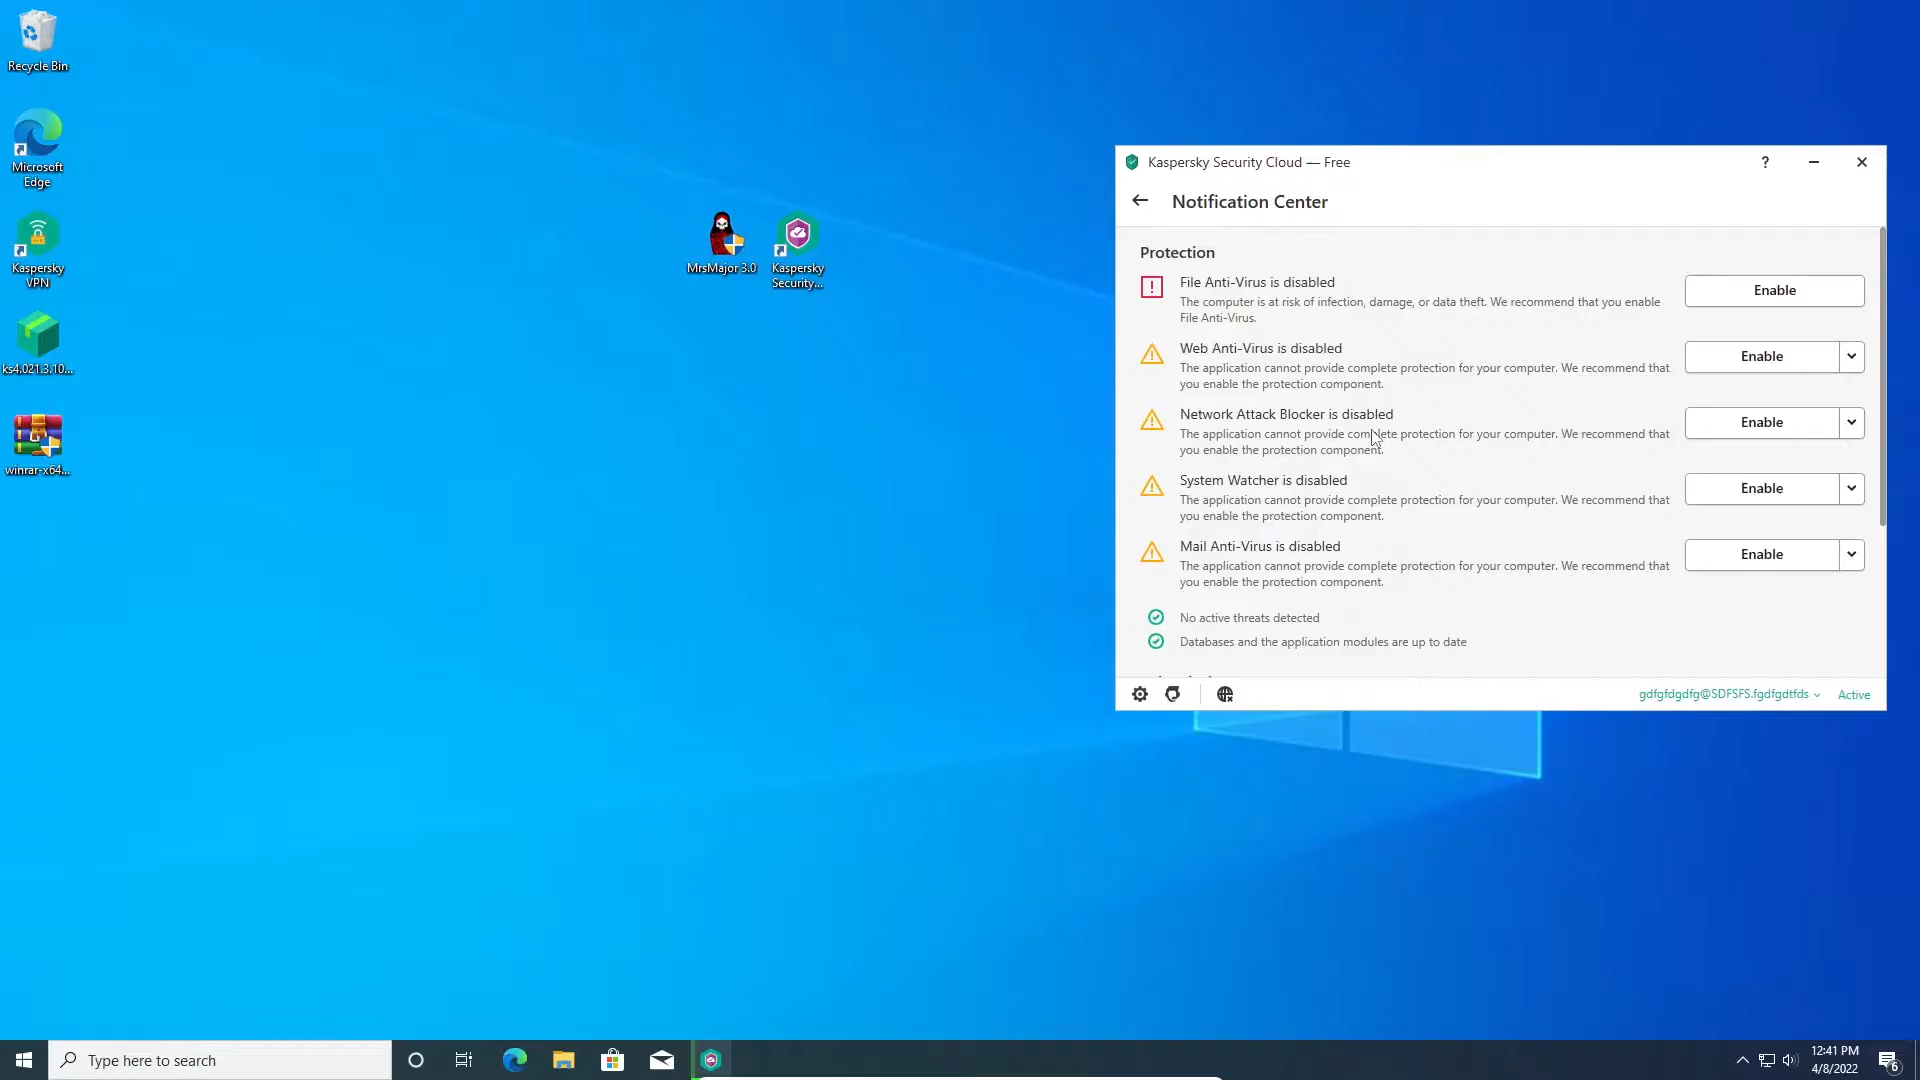 Recycle Bin
Microsoft
Edge
Kaspersky
VPN
ks4.021.3.10...
winrar-x64...
MrsMajor 3.0
Kaspersky
Security...
Kaspersky Security Cloud — Free
?
Notification Center
Protection
File Anti-Virus is disabled
The computer is at risk of infection, damage, or data theft. We recommend that you enable
File Anti-Virus.
Enable
Web Anti-Virus is disabled
The application cannot provide complete protection for your computer. We recommend that
you enable the protection component.
Enable
Network Attack Blocker is disabled
The application cannot provide complete protection for your computer. We recommend that
you enable the protection component.
Enable
System Watcher is disabled
The application cannot provide complete protection for your computer. We recommend that
you enable the protection component.
Enable
Mail Anti-Virus is disabled
The application cannot provide complete protection for your computer. We recommend that
you enable the protection component.
Enable
No active threats detected
Databases and the application modules are up to date
gdfgfdgdfg@SDFSFS.fgdfgdtfds
Active
Type here to search
12:41 PM
4/8/2022
6